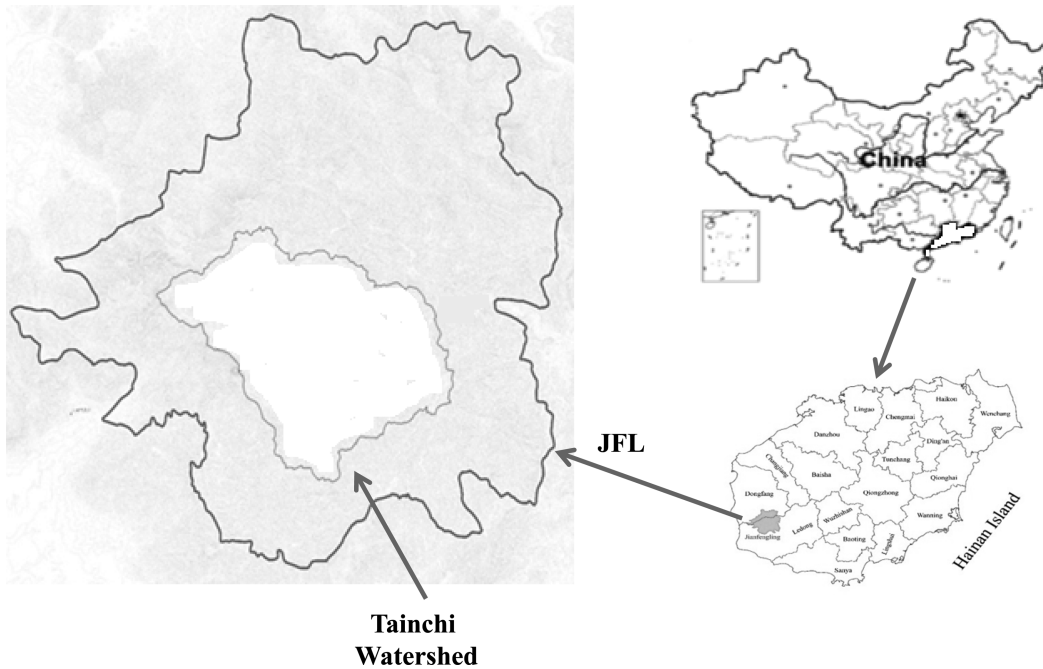 China
Lingao
Chengmai
Haikou
Wenchang
Danzhou
Ding'an
Changjiang
Tunchnag
Baisha
Qionghai
Dongfang
Qiongzhong
Wanning
Wuzhishan
Ledong
Jianfengling
Baoting
Lingshui
Sanya
Hainan Island
JFL
Tainchi
Watershed